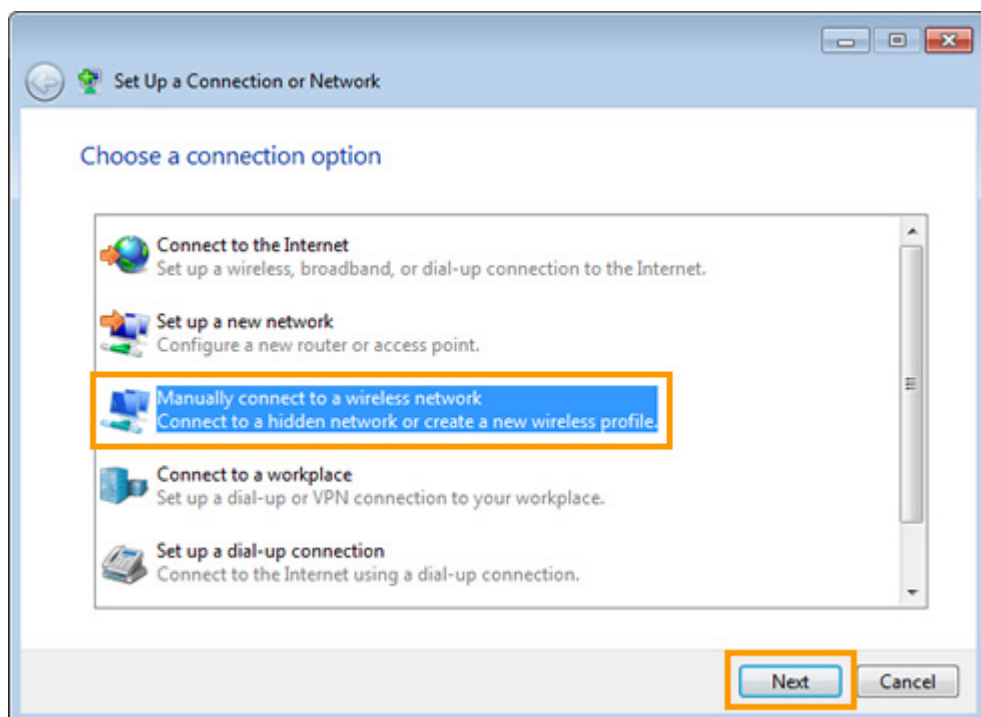 Set Up a Connection or Network
Choose a connection option
Connect to the Internet
Set up a wireless, broadband, or dial-up connection to the Internet.
Set up a new network
Configure a new router or access point.
Manually connect to a wireless network
Connect to a hidden network or create a new wireless profile.
Connect to a workplace
Set up a dial-up or VPN connection to your workplace.
Set up a dial-up connection
Connect to the Internet using a dial-up connection.
Next
Cancel